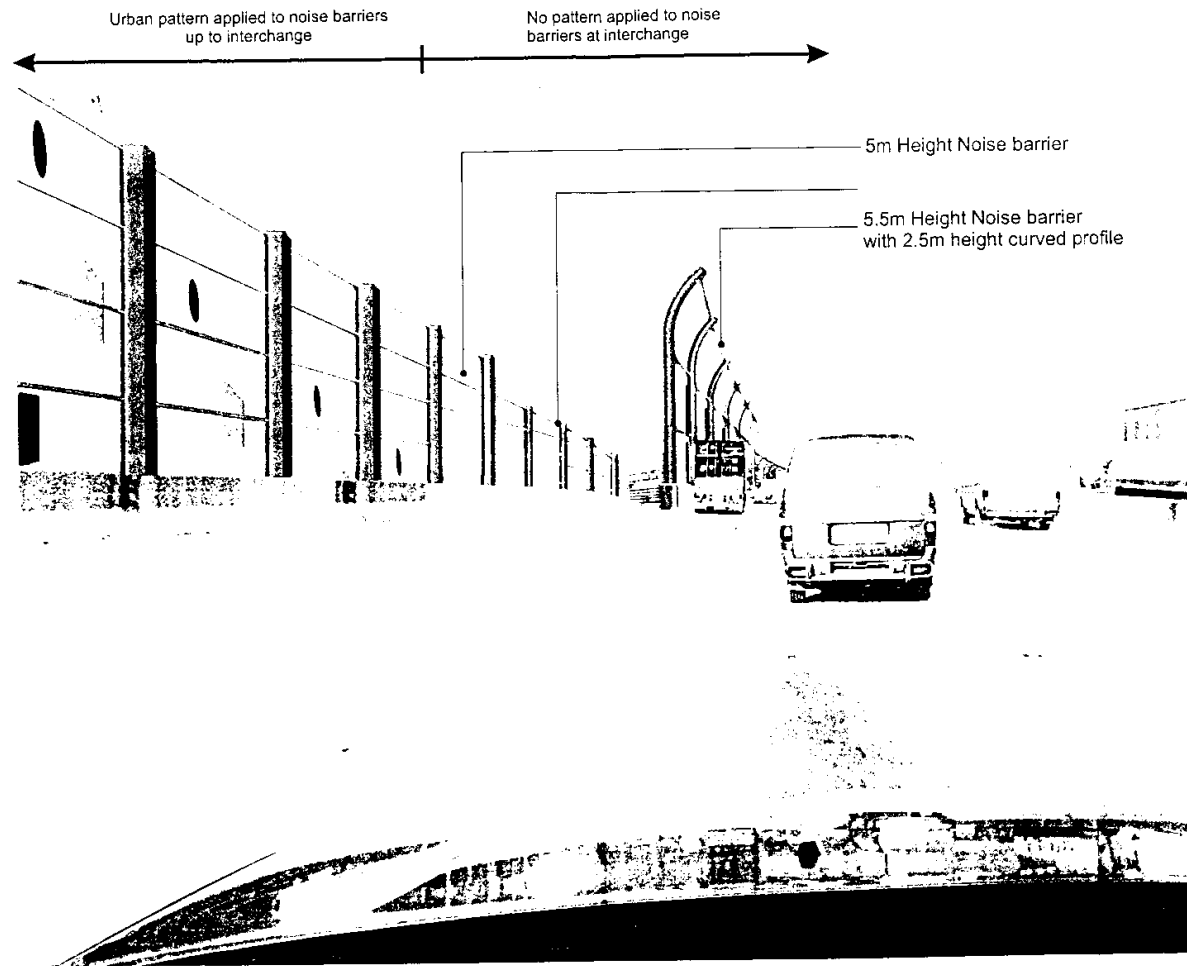 Urban pattern applied to noise barriers
up to interchange
No pattern applied to noise
barriers at interchange
5m Height Noise barrier
5.5m Height Noise barrier
with 2.5m height curved profile